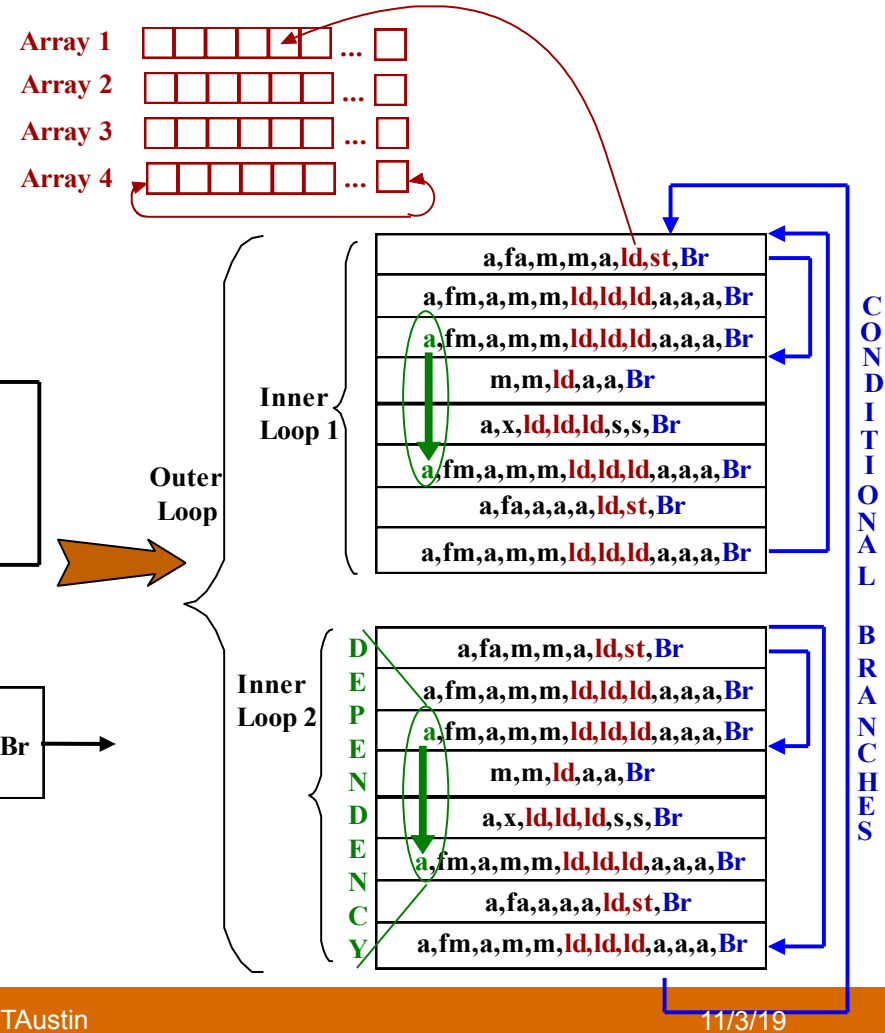 Array 1 ...
Array 2 ...
Array 3 ...
Array 4 ...
Outer
Loop
Inner
Loop 1
a,fa,m,m,a,ld,st,Br
a,fm,a,m,m,ld,ld,ld,a,a,a,Br
a,fm,a,m,m,ld,ld,ld,a,a,a,Br
m,m,ld,a,a,Br
a,x,ld,ld,ld,s,s,Br
a,fm,a,m,m,ld,ld,ld,a,a,a,Br
a,fa,a,a,a,ld,st,Br
a,fm,a,m,m,ld,ld,ld,a,a,a,Br
Inner
Loop 2
DEPENDENCY
a,fa,m,m,a,ld,st,Br
a,fm,a,m,m,ld,ld,ld,a,a,a,Br
a,fm,a,m,m,ld,ld,ld,a,a,a,Br
m,m,ld,a,a,Br
a,x,ld,ld,ld,s,s,Br
a,fm,a,m,m,ld,ld,ld,a,a,a,Br
a,fa,a,a,a,ld,st,Br
a,fm,a,m,m,ld,ld,ld,a,a,a,Br
CONDITIONAL BRANCHES
Br
TAustin
11/3/19